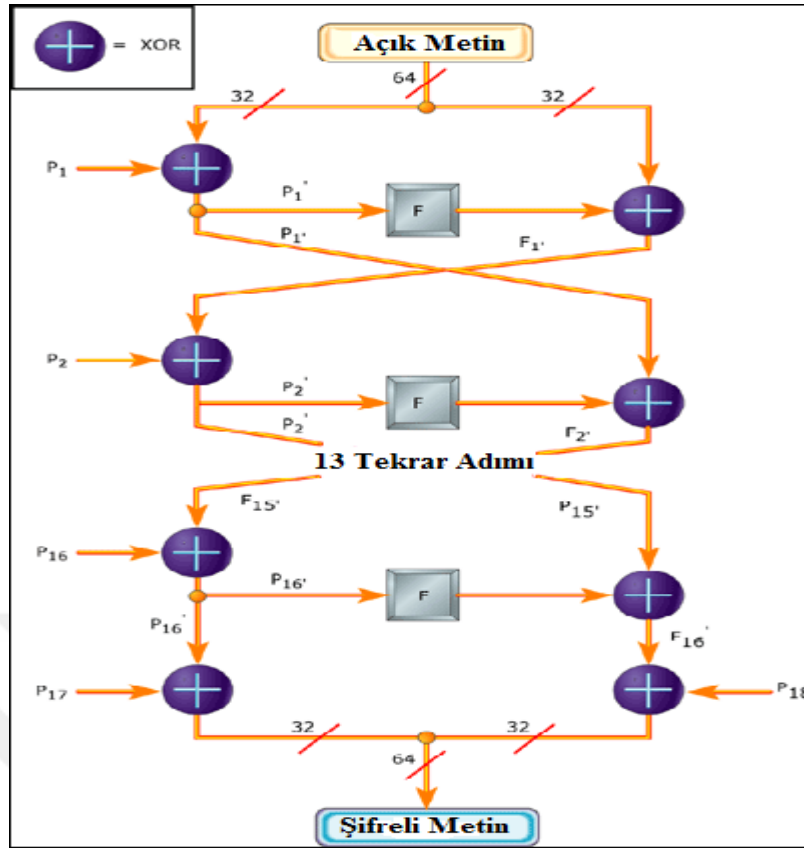 = XOR
Açık Metin
64
32
32
P1
P1'
F
P1'
F1'
P2
P2'
F
P2'
F2'
13 Tekrar Adımı
F15'
P15'
P16
P16'
F
P16'
F16'
P17
P18
32
32
64
Şifreli Metin